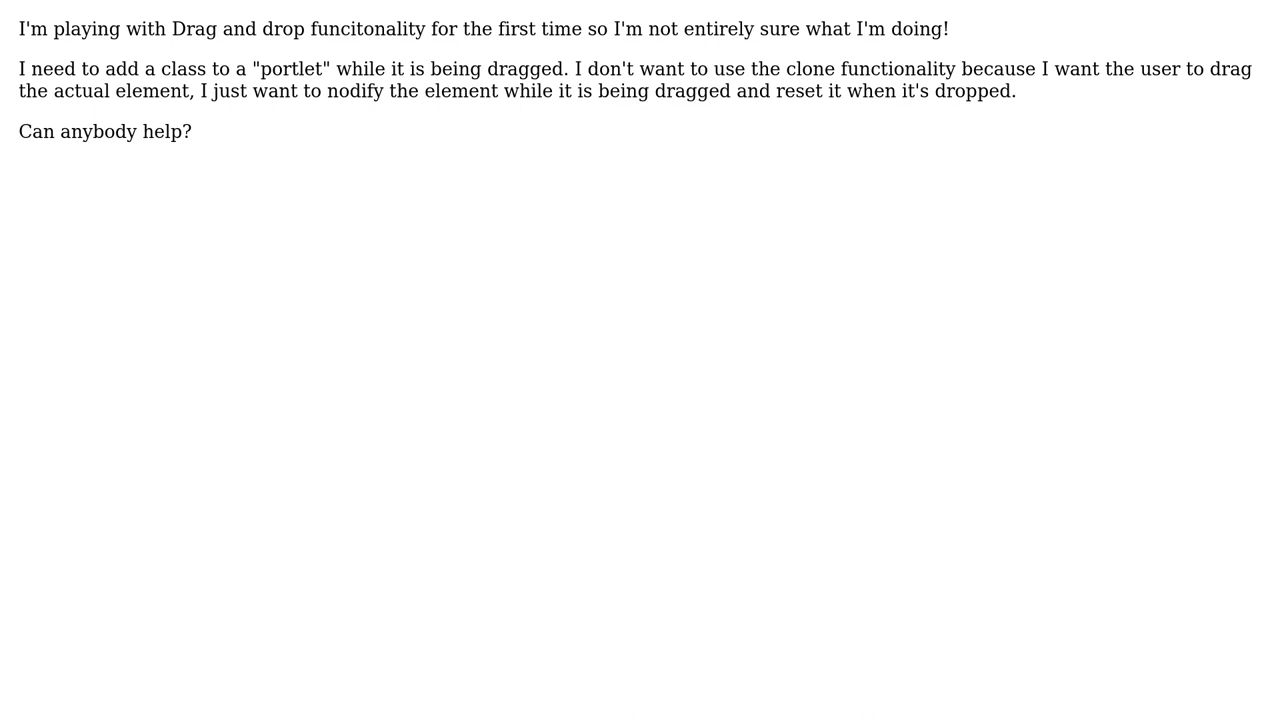 I'm playing with Drag and drop funcitonality for the first time so I'm not entirely sure what I'm doing!
I need to add a class to a "portlet" while it is being dragged. I don't want to use the clone functionality because I want the user to drag
the actual element, I just want to nodify the element while it is being dragged and reset it when it's dropped.
Can anybody help?